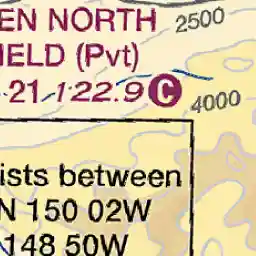 EN NORTH
IELD (Pvt)
-21 122.9 C
2500
4000
ists between
N 150 02W
148 50W